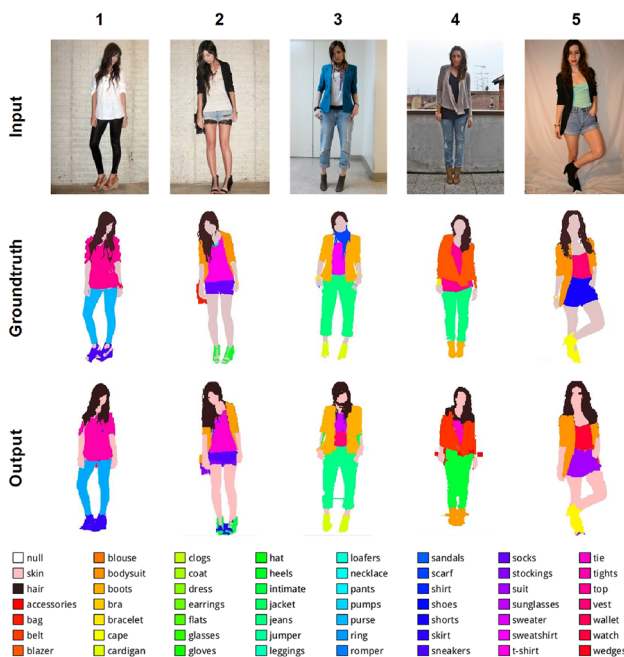 1 2 3 4 5
Input
Groundtruth
Output
null blouse clogs hat loafers sandals socks tie
skin bodysuit coat heels necklace scarf stockings tights
hair boots dress intimate pants shirt suit top
accessories bra earrings jacket pumps shoes sunglasses vest
bag bracelet flats jeans purse shorts sweater wallet
belt cape glasses jumper ring skirt sweatshirt watch
blazer cardigan gloves leggings romper sneakers t-shirt wedges